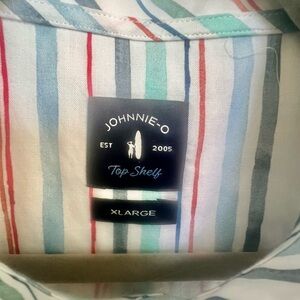 JOHNNIE-O
EST 2005
Top Shelf
XLARGE